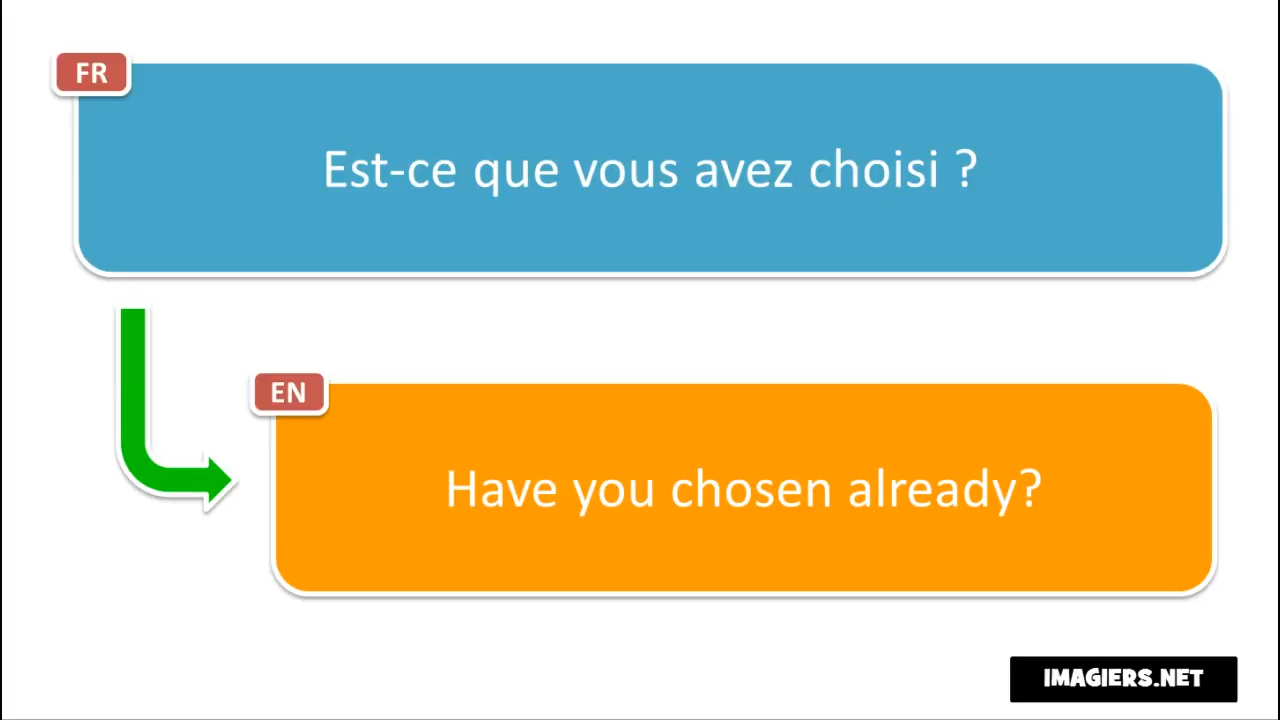 FR
Est-ce que vous avez choisi ?
EN
Have you chosen already?
IMAGIERS.NET